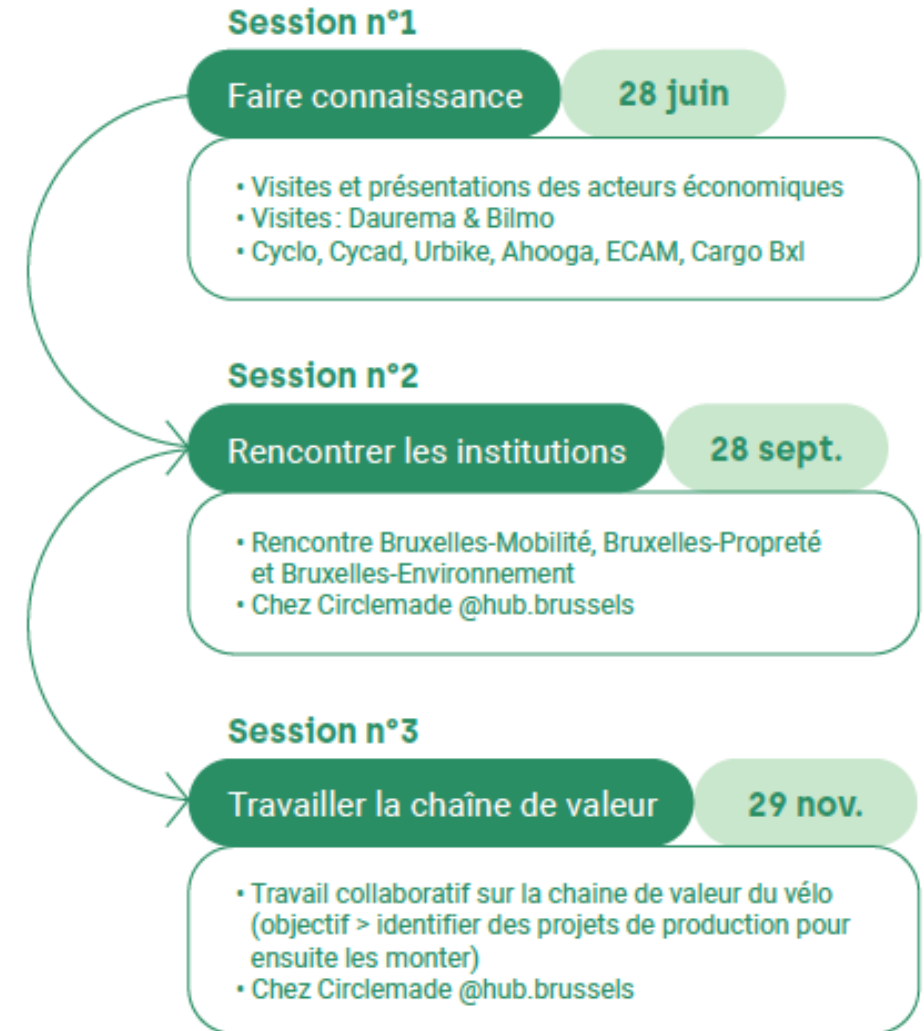 Session n°1
Faire connaissance
28 juin
• Visites et présentations des acteurs économiques
• Visites : Daurema & Bilmo
• Cyclo, Cycad, Urbike, Ahooga, ECAM, Cargo Bxl
Session n°2
Rencontrer les institutions
28 sept.
• Rencontre Bruxelles-Mobilité, Bruxelles-Propreté
et Bruxelles-Environnement
• Chez Circlemade @hub.brussels
Session n°3
Travailler la chaîne de valeur
29 nov.
• Travail collaboratif sur la chaine de valeur du vélo
(objectif > identifier des projets de production pour
ensuite les monter)
• Chez Circlemade @hub.brussels